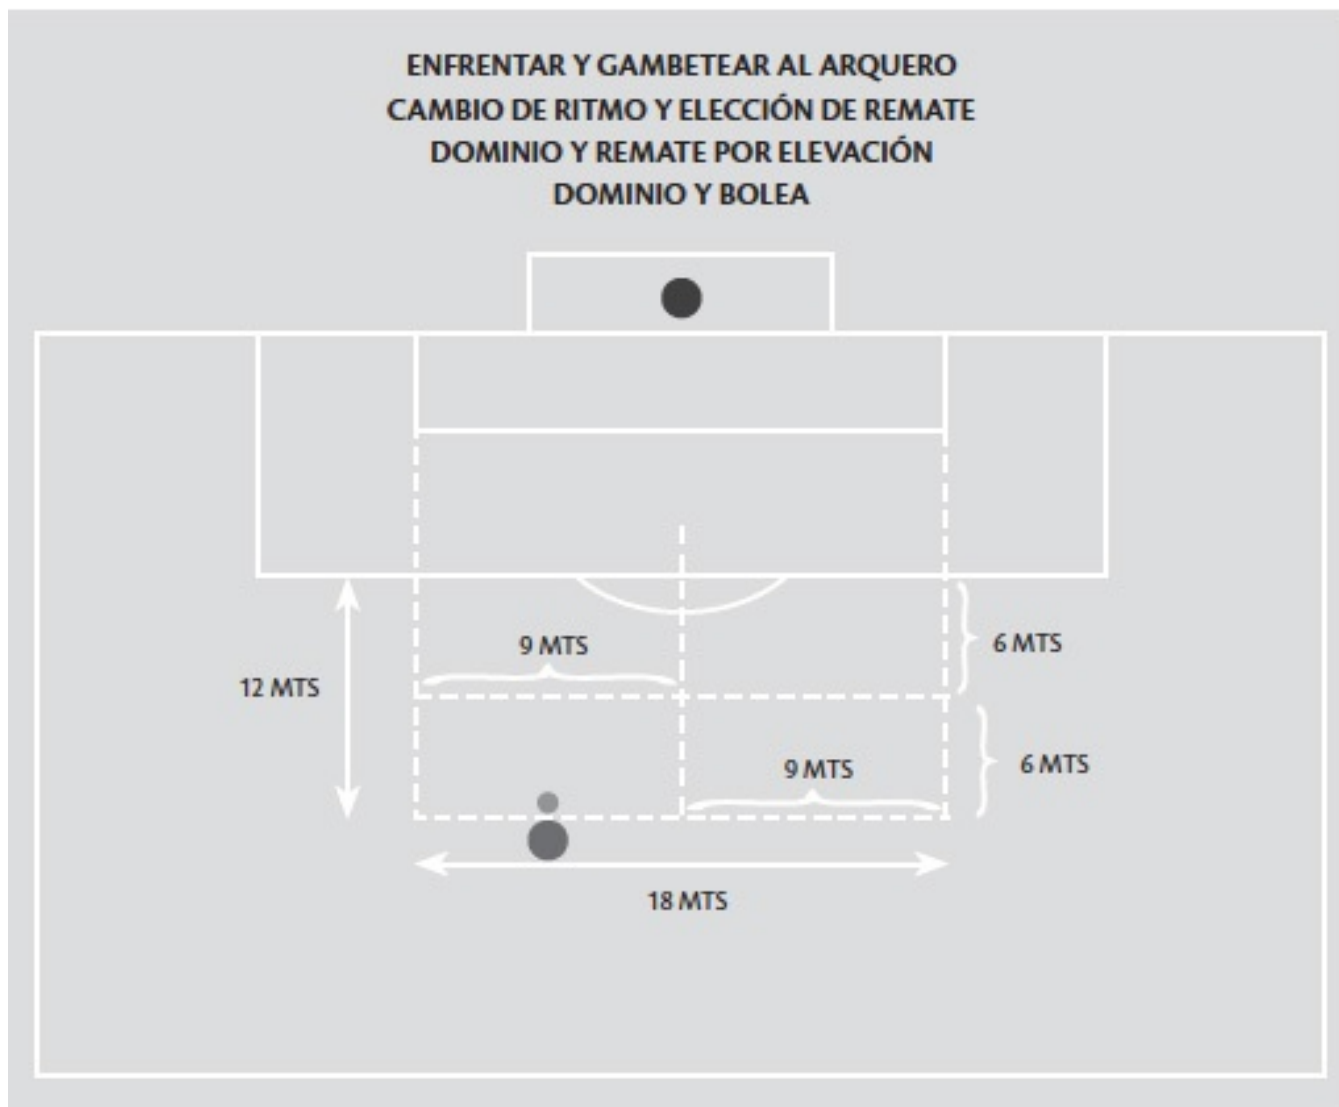 ENFRENTAR Y GAMBETEAR AL ARQUERO
CAMBIO DE RITMO Y ELECCIÓN DE REMATE
DOMINIO Y REMATE POR ELEVACIÓN
DOMINIO Y BOLEA
9 MTS
6 MTS
12 MTS
9 MTS
6 MTS
18 MTS